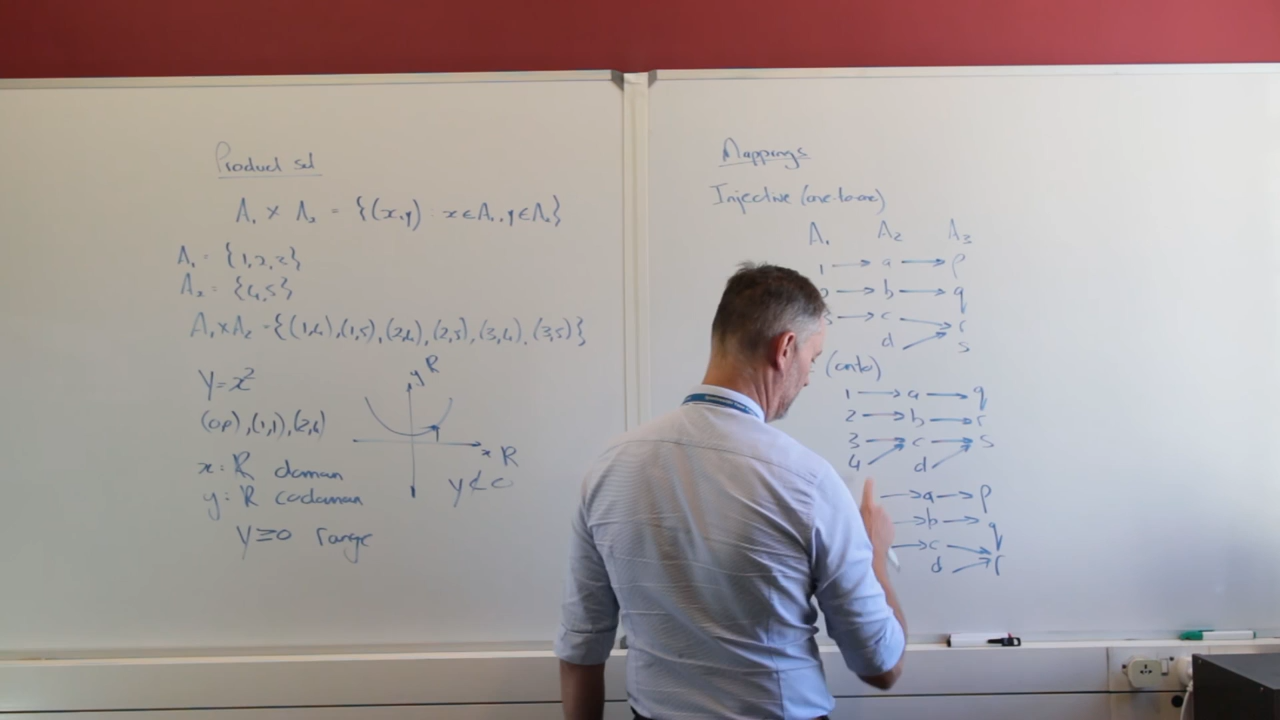 Product set
A₁ × A₂ = {(x,y) : x∈A₁, y∈A₂}
A₁ = {1,2,3}
A₂ = {4,5}
A₁×A₂ = {(1,4),(1,5),(2,4),(2,5),(3,4),(3,5)}
y=x²
(0,0),(1,1),(2,4)
x: ℝ domain
y: ℝ codomain
y≥0 range
y ℝ
x ℝ
y≮0
Mappings
Injective (one-to-one)
A₁ A₂ A₃
1 → a → p
→ b → q
→ c → r
d → s
(onto)
1 → a → q
2 → b → r
3 → c → s
4 → d →
→ a → p
→ b → q
→ c →
d → r